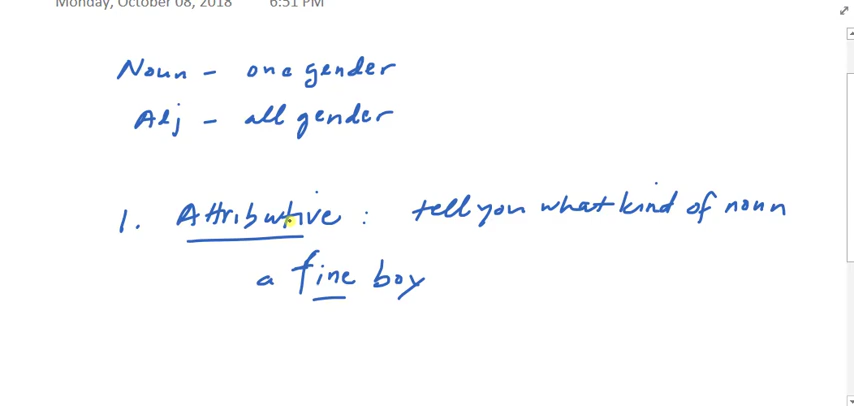 Monday, October 08, 2018 6:51 PM
Noun - one gender
Adj - all gender
1. Attributive : tell you what kind of noun
a fine boy